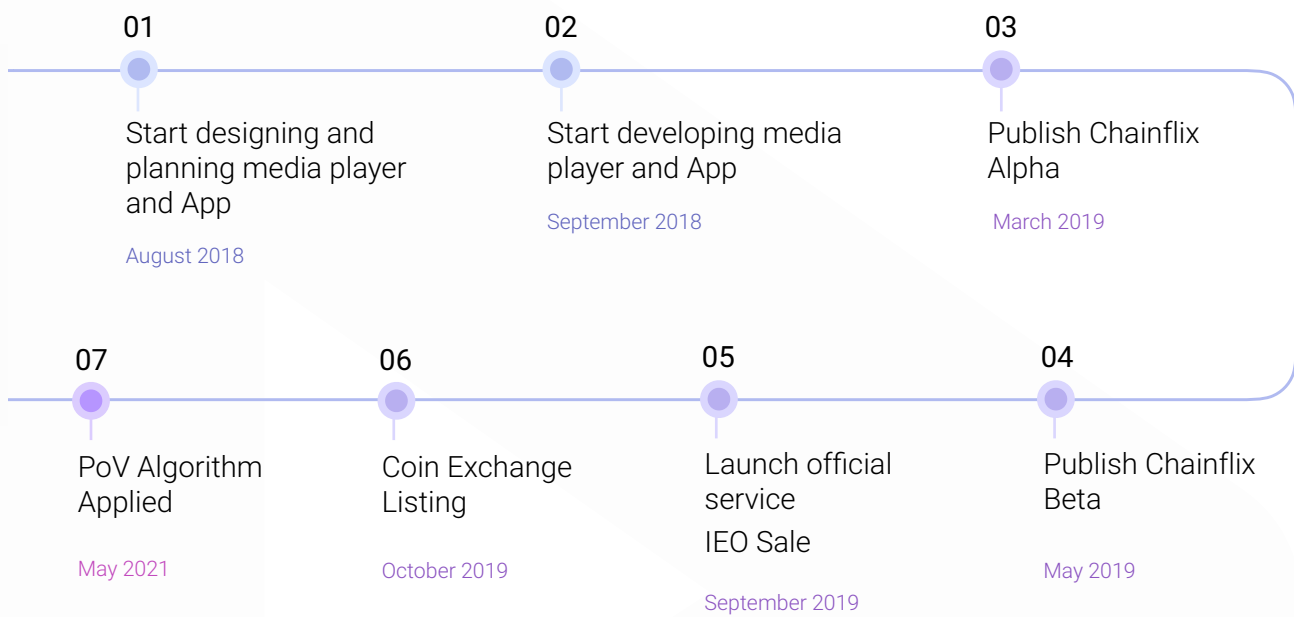 01
Start designing and
planning media player
and App
August 2018
02
Start developing media
player and App
September 2018
03
Publish Chainflix
Alpha
March 2019
04
Publish Chainflix
Beta
May 2019
05
Launch official
service
IEO Sale
September 2019
06
Coin Exchange
Listing
October 2019
07
PoV Algorithm
Applied
May 2021